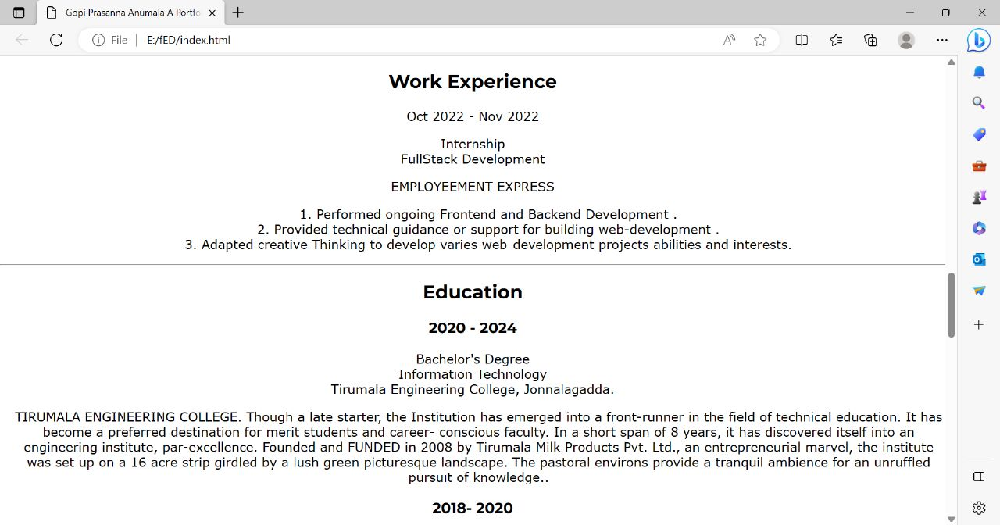 Gopi Prasanna Anumala A Portfo
File | E:/fED/index.html
Work Experience
Oct 2022 - Nov 2022
Internship
FullStack Development
EMPLOYEEMENT EXPRESS
1. Performed ongoing Frontend and Backend Development .
2. Provided technical guidance or support for building web-development .
3. Adapted creative Thinking to develop varies web-development projects abilities and interests.
Education
2020 - 2024
Bachelor's Degree
Information Technology
Tirumala Engineering College, Jonnalagadda.
TIRUMALA ENGINEERING COLLEGE. Though a late starter, the Institution has emerged into a front-runner in the field of technical education. It has
become a preferred destination for merit students and career- conscious faculty. In a short span of 8 years, it has discovered itself into an
engineering institute, par-excellence. Founded and FUNDED in 2008 by Tirumala Milk Products Pvt. Ltd., an entrepreneurial marvel, the institute
was set up on a 16 acre strip girdled by a lush green picturesque landscape. The pastoral environs provide a tranquil ambience for an unruffled
pursuit of knowledge..
2018- 2020